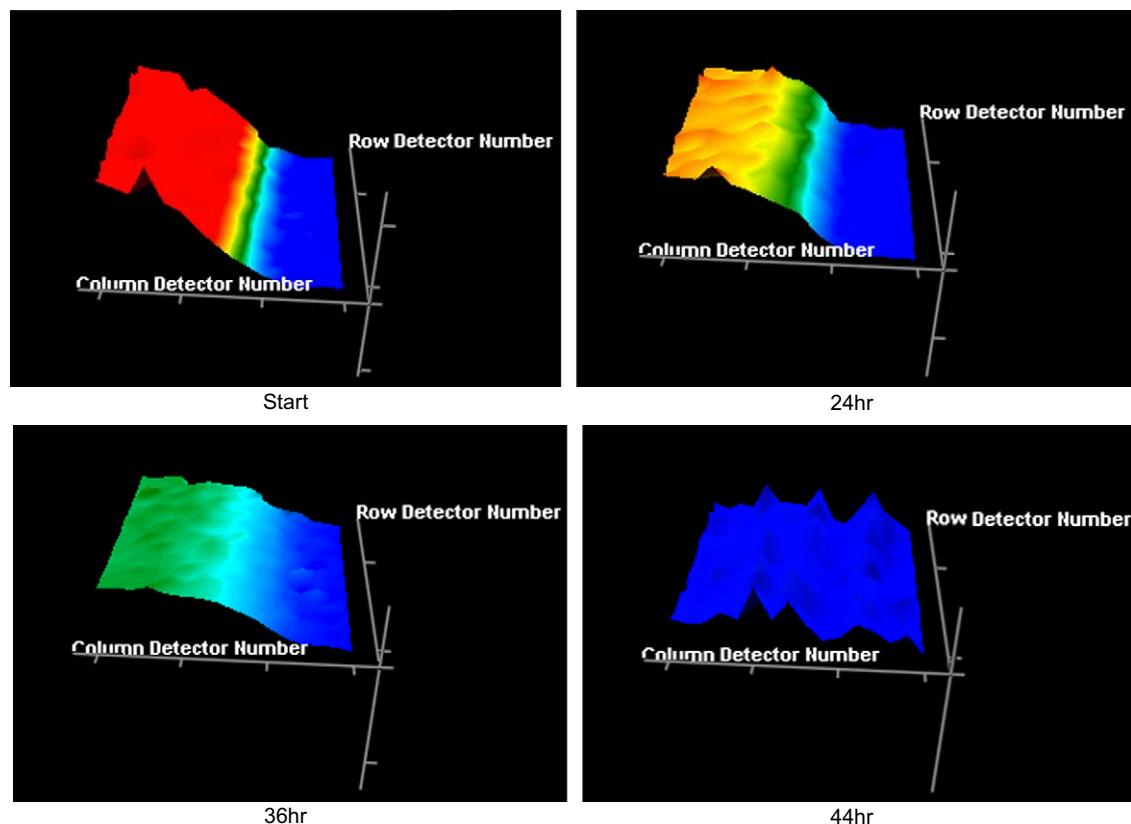 Row Detector Number
Column Detector Number
Start
Row Detector Number
Column Detector Number
24hr
Row Detector Number
Column Detector Number
36hr
Row Detector Number
Column Detector Number
44hr